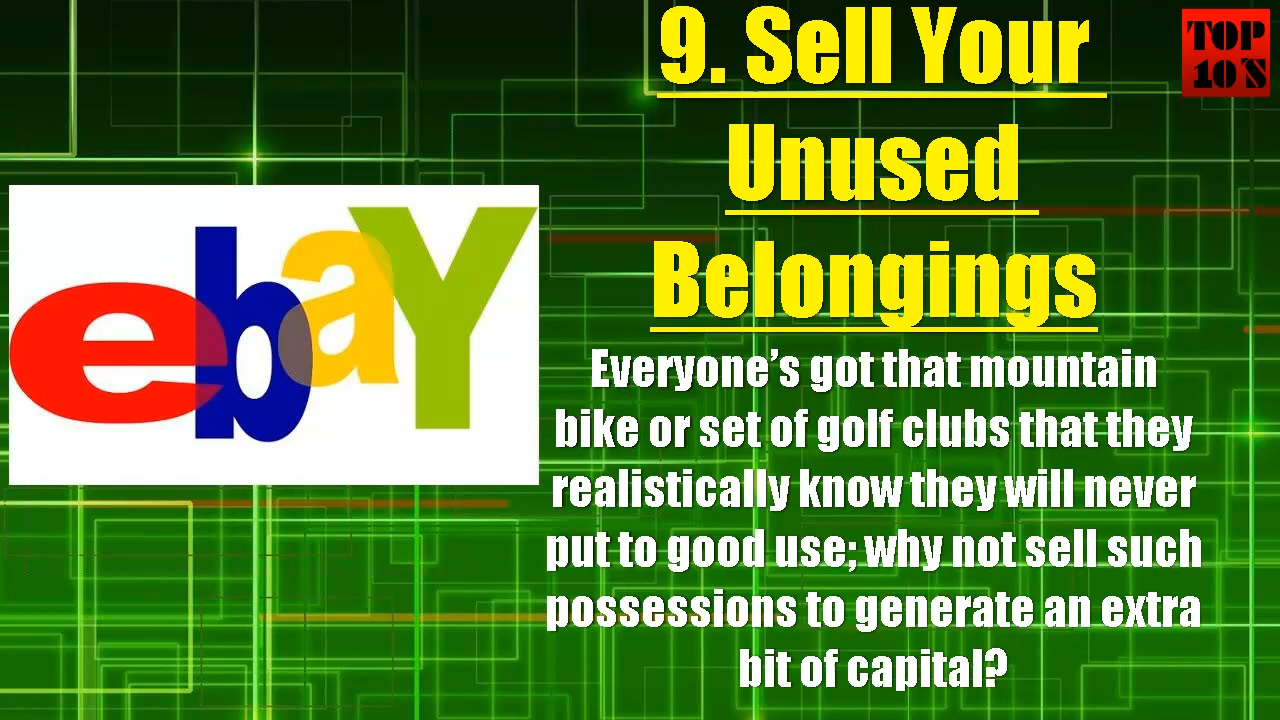 9. Sell Your
Unused
Belongings
TOP
10'S
ebaY
Everyone’s got that mountain
bike or set of golf clubs that they
realistically know they will never
put to good use; why not sell such
possessions to generate an extra
bit of capital?